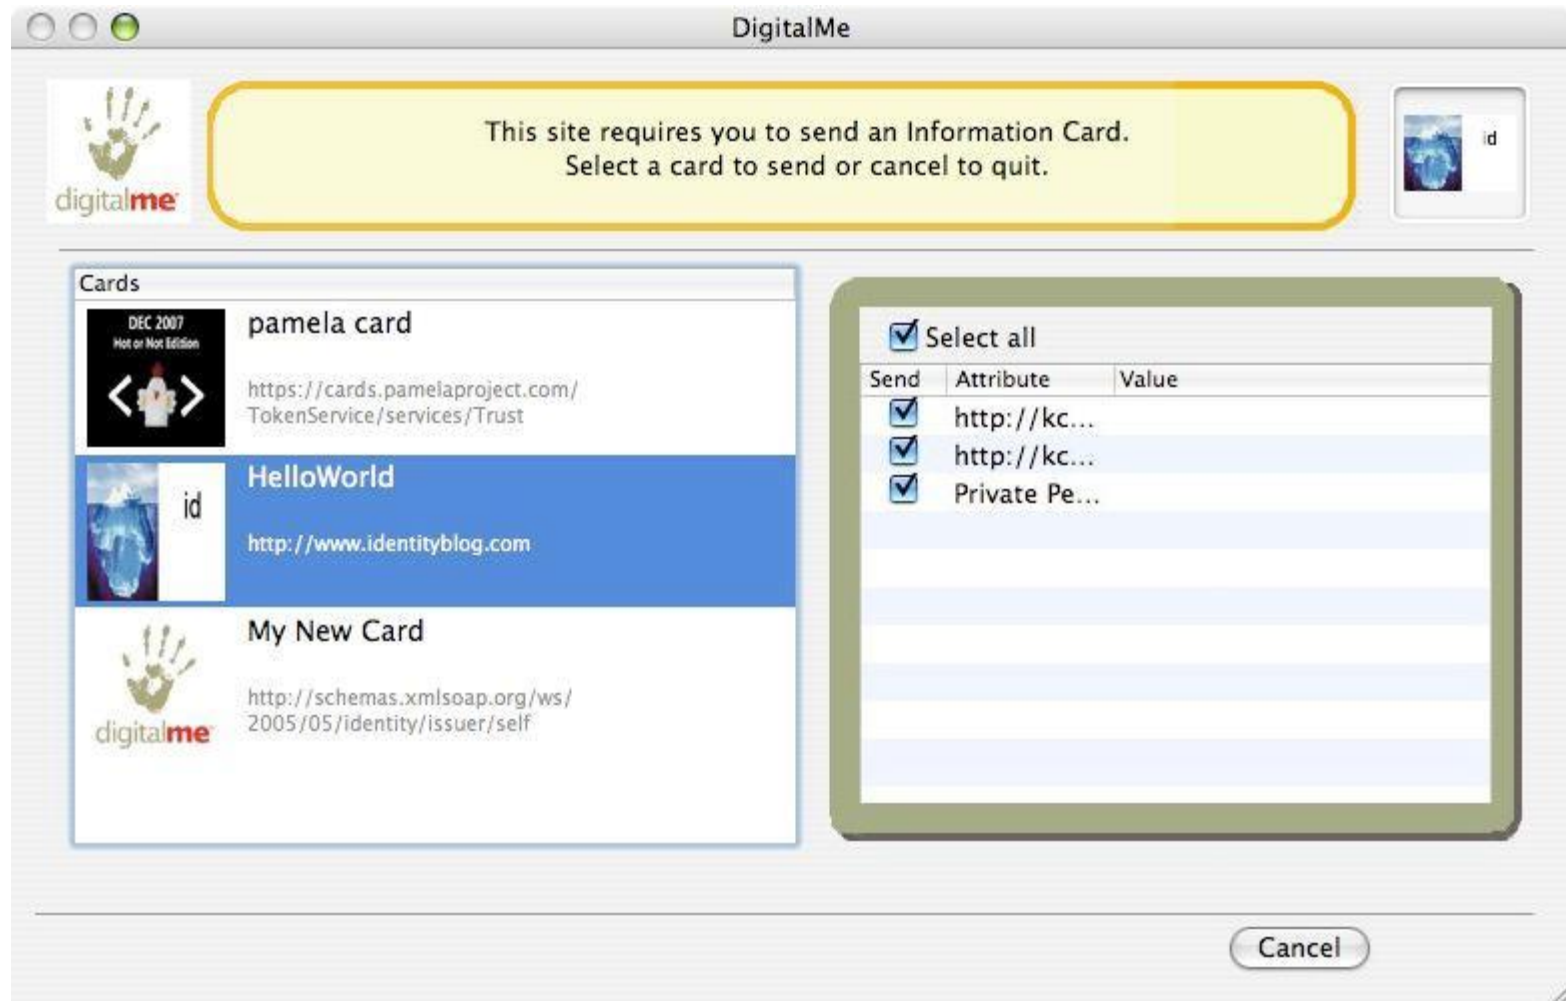 DigitalMe
digitalme
This site requires you to send an Information Card.
Select a card to send or cancel to quit.
id
Cards
DEC 2007
Hot or Not Edition
< >
pamela card
https://cards.pamelaproject.com/
TokenService/services/Trust
id
HelloWorld
http://www.identityblog.com
digitalme
My New Card
http://schemas.xmlsoap.org/ws/
2005/05/identity/issuer/self
Select all
Send Attribute Value
http://kc...
http://kc...
Private Pe...
Cancel